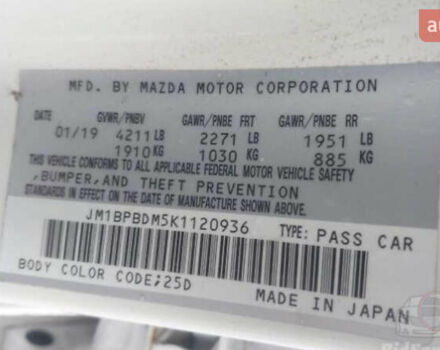 MFD. BY MAZDA MOTOR CORPORATION
DATE GVWR/PNBV GAWR/PNBE FRT GAWR/PNBE RR
01/19 4211 LB 2271 LB 1951 LB
1910 KG 1030 KG 885 KG
THIS VEHICLE CONFORMS TO ALL APPLICABLE FEDERAL MOTOR VEHICLE SAFETY
,BUMPER,AND THEFT PREVENTION
STANDARDS IN EFFECT ON THE DATE OF MANUFACTURE SHOWN ABOVE.
JM1BPBDM5K1120936 TYPE: PASS CAR
BODY COLOR CODE;25D
MADE IN JAPAN